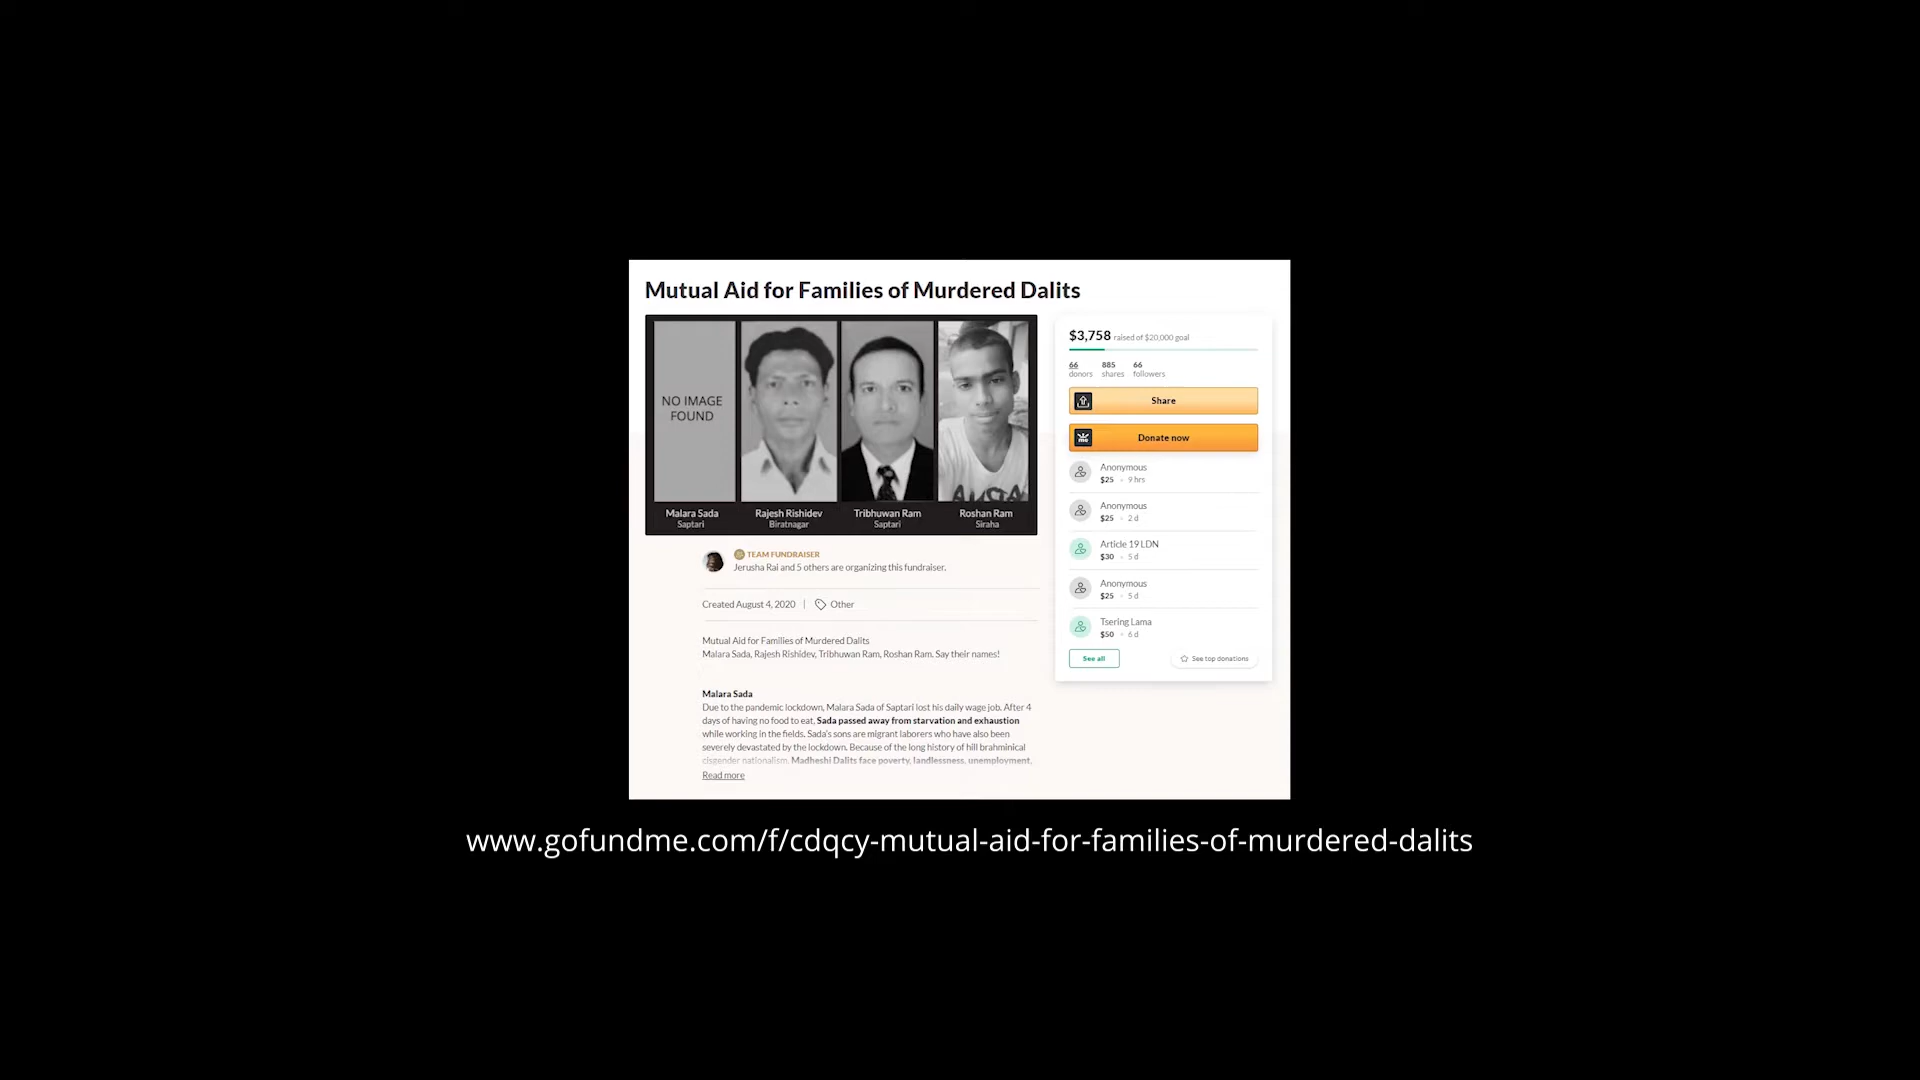 Mutual Aid for Families of Murdered Dalits
NO IMAGE
FOUND
Malara Sada
Saptari
Rajesh Rishidev
Biratnagar
Tribhuwan Ram
Saptari
Roshan Ram
Siraha
TEAM FUNDRAISER
Jerusha Rai and 5 others are organizing this fundraiser.
Created August 4, 2020 | Other
Mutual Aid for Families of Murdered Dalits
Malara Sada, Rajesh Rishidev, Tribhuwan Ram, Roshan Ram. Say their names!
Malara Sada
Due to the pandemic lockdown, Malara Sada of Saptari lost his daily wage job. After 4
days of having no food to eat, Sada passed away from starvation and exhaustion
while working in the fields. Sada's sons are migrant laborers who have also been
severely devastated by the lockdown. Because of the long history of hill brahminical
cisgender nationalism, Madheshi Dalits face poverty, landlessness, unemployment,
Read more
$3,758 raised of $20,000 goal
66 donors
885 shares
66 followers
Share
Donate now
Anonymous
$25 • 9 hrs
Anonymous
$25 • 2 d
Article 19 LDN
$30 • 5 d
Anonymous
$25 • 5 d
Tsering Lama
$50 • 6 d
See all
See top donations
www.gofundme.com/f/cdqcy-mutual-aid-for-families-of-murdered-dalits